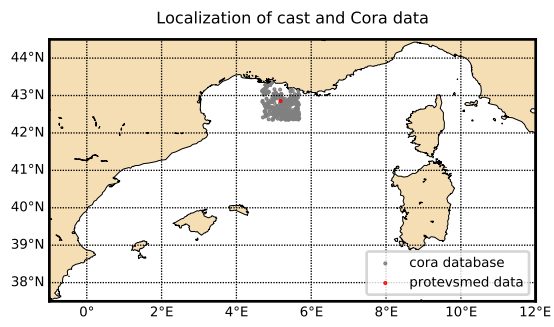 Localization of cast and Cora data
44°N
43°N
42°N
41°N
40°N
39°N
38°N
cora database
protevsmed data
0°
2°E
4°E
6°E
8°E
10°E
12°E